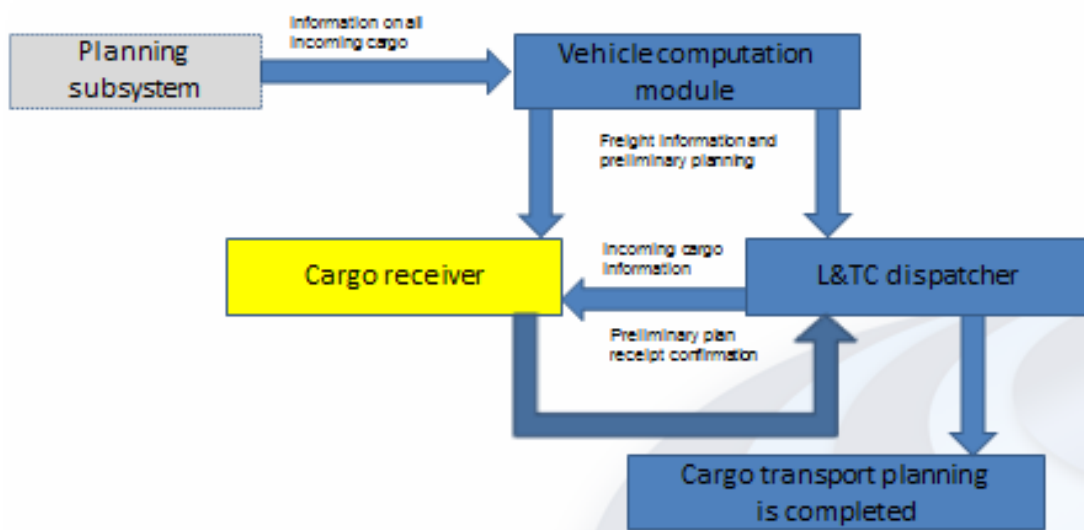 Information on all
incoming cargo
Planning
subsystem
Vehicle computation
module
Freight information and
preliminary planning
Cargo receiver
Incoming cargo
information
L&TC dispatcher
Preliminary plan
receipt confirmation
Cargo transport planning
is completed